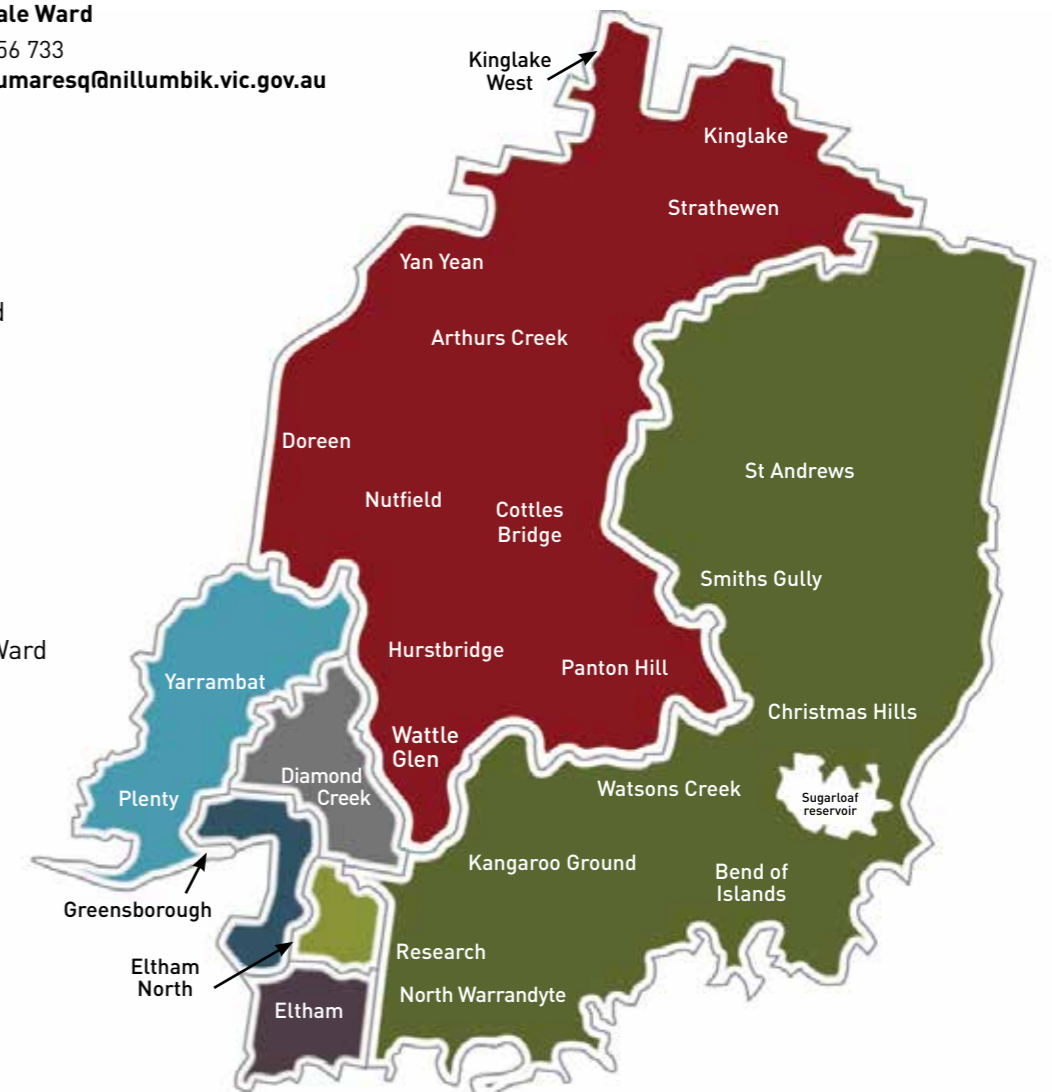 ale Ward
56 733
umaresq@nillumbik.vic.gov.au
d
Ward
Kinglake
West
Kinglake
Strathewen
Yan Yean
Arthurs Creek
Doreen
St Andrews
Nutfield
Cottles
Bridge
Smiths Gully
Hurstbridge
Panton Hill
Yarrambat
Christmas Hills
Wattle
Glen
Diamond
Creek
Plenty
Watsons Creek
Sugarloaf
reservoir
Kangaroo Ground
Bend of
Islands
Greensborough
Research
Eltham
North
North Warrandyte
Eltham